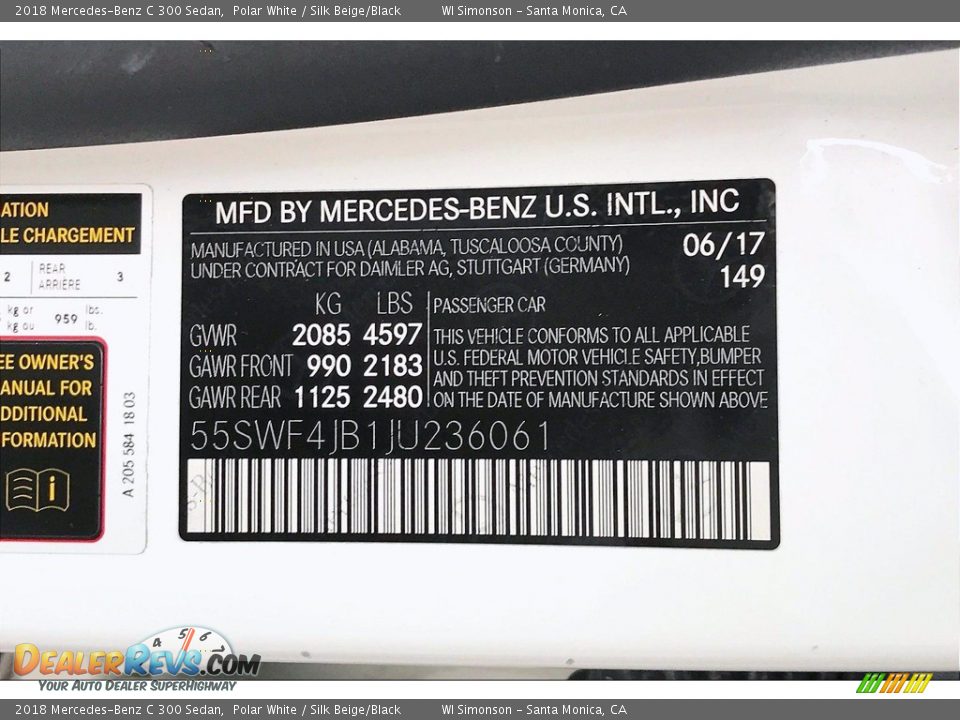 2018 Mercedes-Benz C 300 Sedan, Polar White / Silk Beige/Black WI Simonson - Santa Monica, CA
ATION
LE CHARGEMENT
2 REAR 3
ARRIÈRE
kg or 959 lbs.
kg ou lb.
EE OWNER'S
ANUAL FOR
DDITIONAL
FORMATION
i
A 205 584 18 03
MFD BY MERCEDES-BENZ U.S. INTL., INC
MANUFACTURED IN USA (ALABAMA, TUSCALOOSA COUNTY) 06/17
UNDER CONTRACT FOR DAIMLER AG, STUTTGART (GERMANY) 149
KG LBS PASSENGER CAR
GWR 2085 4597 THIS VEHICLE CONFORMS TO ALL APPLICABLE
GAWR FRONT 990 2183 U.S. FEDERAL MOTOR VEHICLE SAFETY,BUMPER
GAWR REAR 1125 2480 AND THEFT PREVENTION STANDARDS IN EFFECT
ON THE DATE OF MANUFACTURE SHOWN ABOVE
55SWF4JB1JU236061
4 5 6
DEALERREVS.COM
YOUR AUTO DEALER SUPERHIGHWAY
2018 Mercedes-Benz C 300 Sedan, Polar White / Silk Beige/Black WI Simonson - Santa Monica, CA